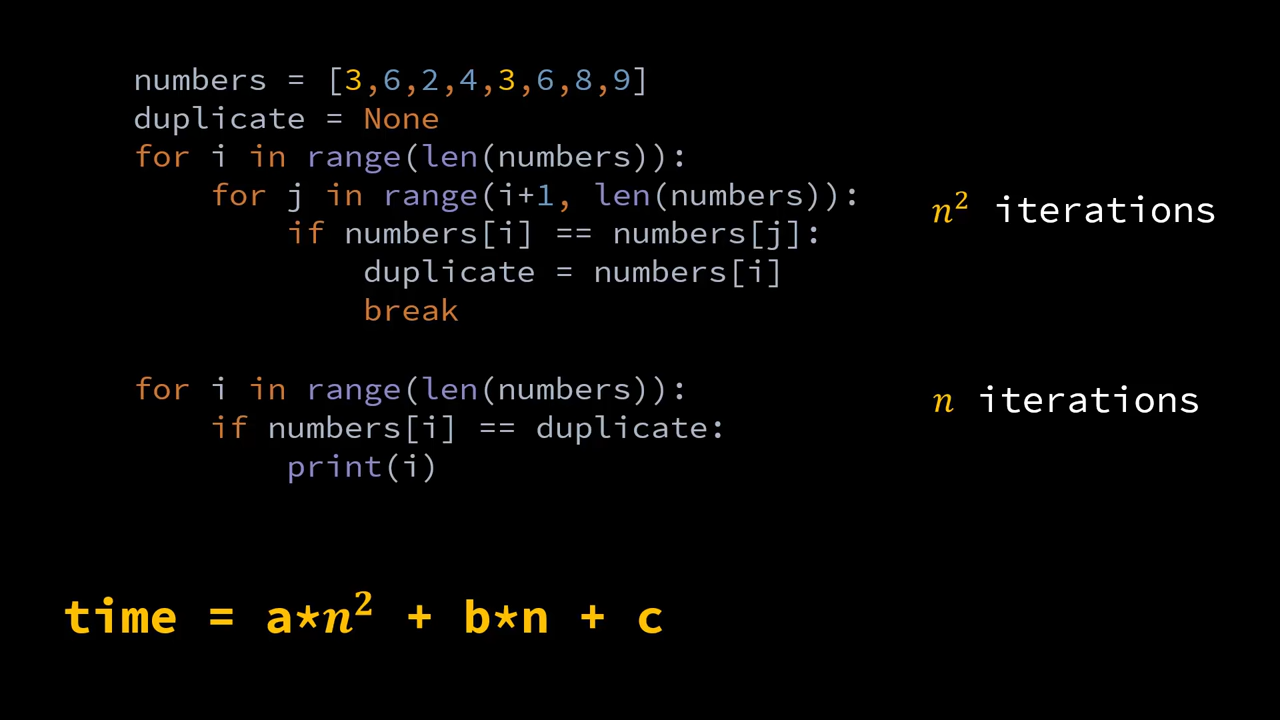 numbers = [3,6,2,4,3,6,8,9]
duplicate = None
for i in range(len(numbers)):
    for j in range(i+1, len(numbers)):
        if numbers[i] == numbers[j]:
            duplicate = numbers[i]
            break
n² iterations
for i in range(len(numbers)):
    if numbers[i] == duplicate:
        print(i)
n iterations
time = a*n² + b*n + c